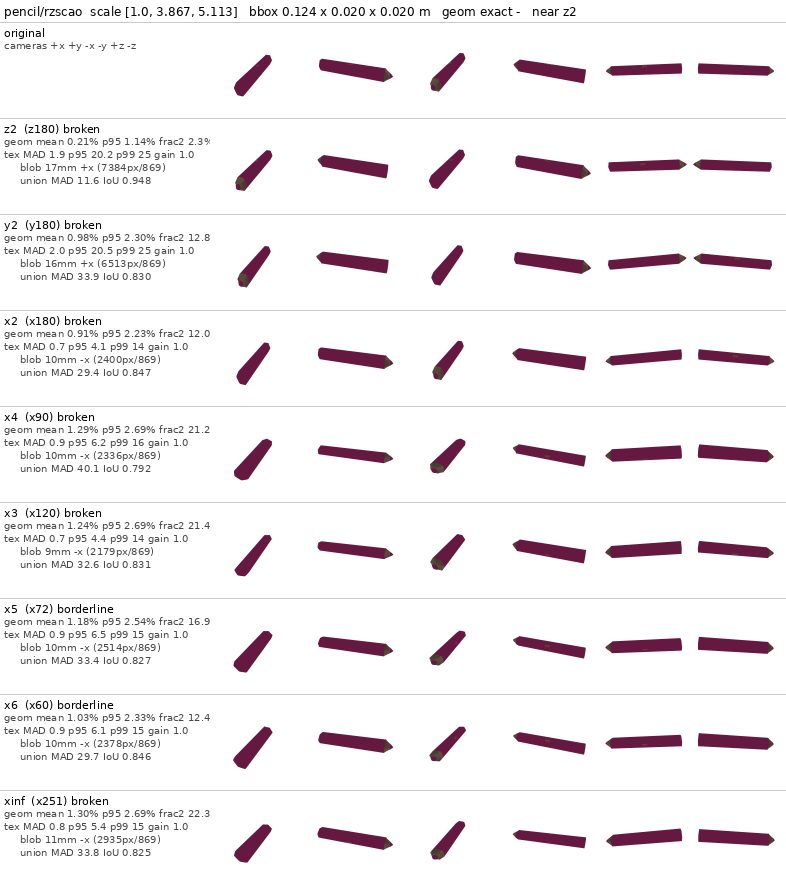 pencil/rzscao scale [1.0, 3.867, 5.113] bbox 0.124 x 0.020 x 0.020 m geom exact - near z2
original
cameras +x +y -x -y +z -z
z2 (z180) broken
geom mean 0.21% p95 1.14% frac2 2.3%
tex MAD 1.9 p95 20.2 p99 25 gain 1.0
blob 17mm +x (7384px/869)
union MAD 11.6 IoU 0.948
y2 (y180) broken
geom mean 0.98% p95 2.30% frac2 12.8
tex MAD 2.0 p95 20.5 p99 25 gain 1.0
blob 16mm +x (6513px/869)
union MAD 33.9 IoU 0.830
x2 (x180) broken
geom mean 0.91% p95 2.23% frac2 12.0
tex MAD 0.7 p95 4.1 p99 14 gain 1.0
blob 10mm -x (2400px/869)
union MAD 29.4 IoU 0.847
x4 (x90) broken
geom mean 1.29% p95 2.69% frac2 21.2
tex MAD 0.9 p95 6.2 p99 16 gain 1.0
blob 10mm -x (2336px/869)
union MAD 40.1 IoU 0.792
x3 (x120) broken
geom mean 1.24% p95 2.69% frac2 21.4
tex MAD 0.7 p95 4.4 p99 14 gain 1.0
blob 9mm -x (2179px/869)
union MAD 32.6 IoU 0.831
x5 (x72) borderline
geom mean 1.18% p95 2.54% frac2 16.9
tex MAD 0.9 p95 6.5 p99 15 gain 1.0
blob 10mm -x (2514px/869)
union MAD 33.4 IoU 0.827
x6 (x60) borderline
geom mean 1.03% p95 2.33% frac2 12.4
tex MAD 0.9 p95 6.1 p99 15 gain 1.0
blob 10mm -x (2378px/869)
union MAD 29.7 IoU 0.846
xinf (x251) broken
geom mean 1.30% p95 2.69% frac2 22.3
tex MAD 0.8 p95 5.4 p99 15 gain 1.0
blob 11mm -x (2935px/869)
union MAD 33.8 IoU 0.825